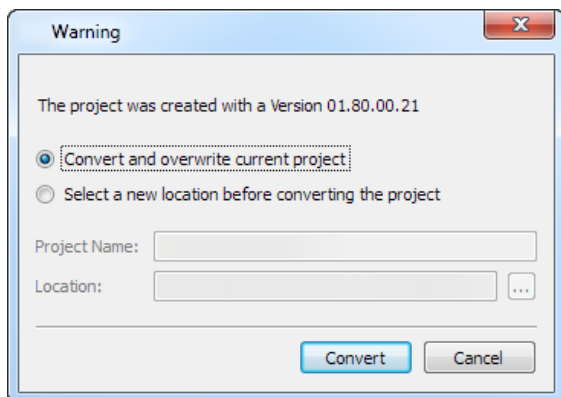 Warning
The project was created with a Version 01.80.00.21
Convert and overwrite current project
Select a new location before converting the project
Project Name:
Location:
...
Convert Cancel